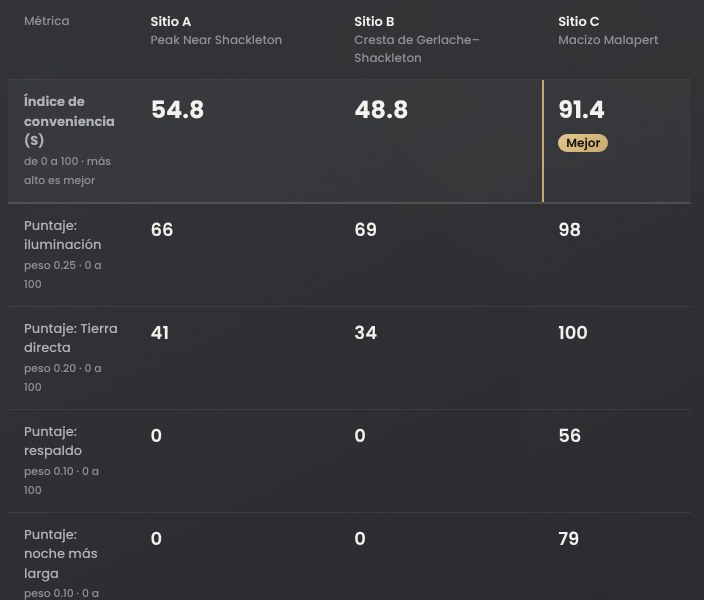 Métrica
Sitio A
Peak Near Shackleton
Sitio B
Cresta de Gerlache–
Shackleton
Sitio C
Macizo Malapert
Índice de
conveniencia
(S)
de 0 a 100 · más
alto es mejor
54.8
48.8
91.4
Mejor
Puntaje:
iluminación
peso 0.25 · 0 a
100
66
69
98
Puntaje: Tierra
directa
peso 0.20 · 0 a
100
41
34
100
Puntaje:
respaldo
peso 0.10 · 0 a
100
0
0
56
Puntaje:
noche más
larga
peso 0.10 · 0 a
0
0
79